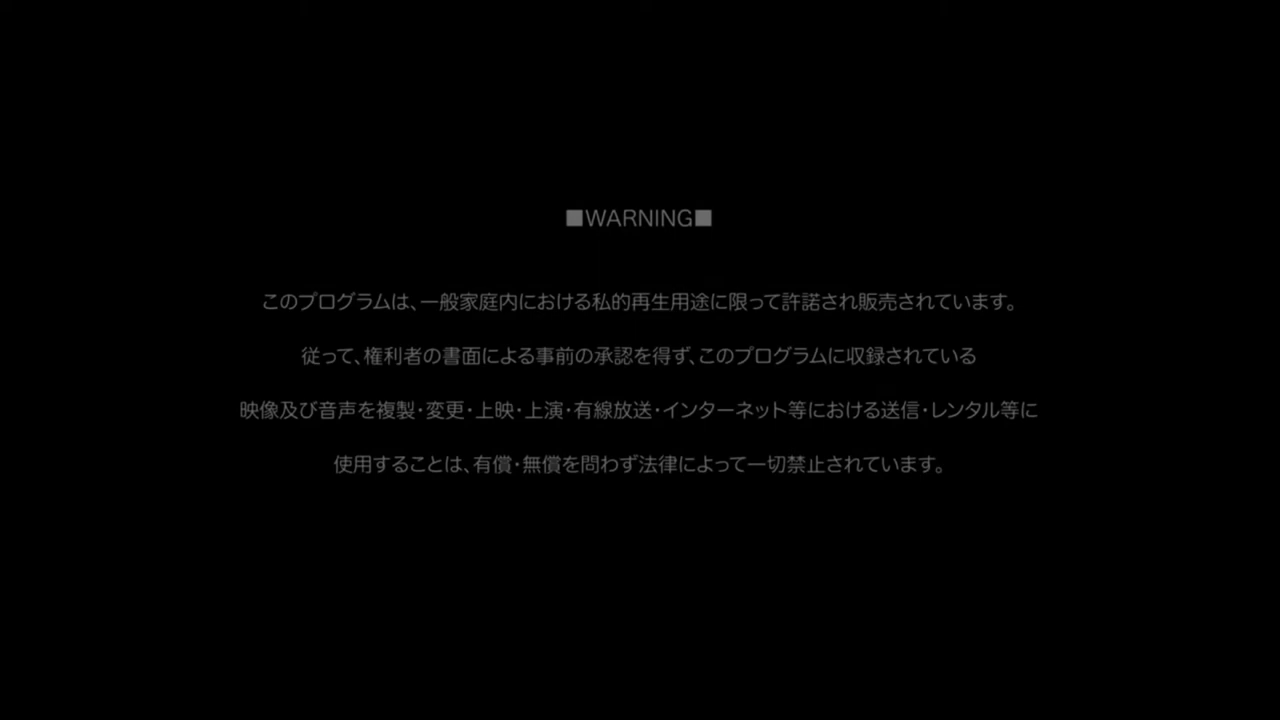 ■WARNING■
このプログラムは、一般家庭内における私的再生用途に限って許諾され販売されています。
従って、権利者の書面による事前の承認を得ず、このプログラムに収録されている
映像及び音声を複製・変更・上映・上演・有線放送・インターネット等における送信・レンタル等に
使用することは、有償・無償を問わず法律によって一切禁止されています。